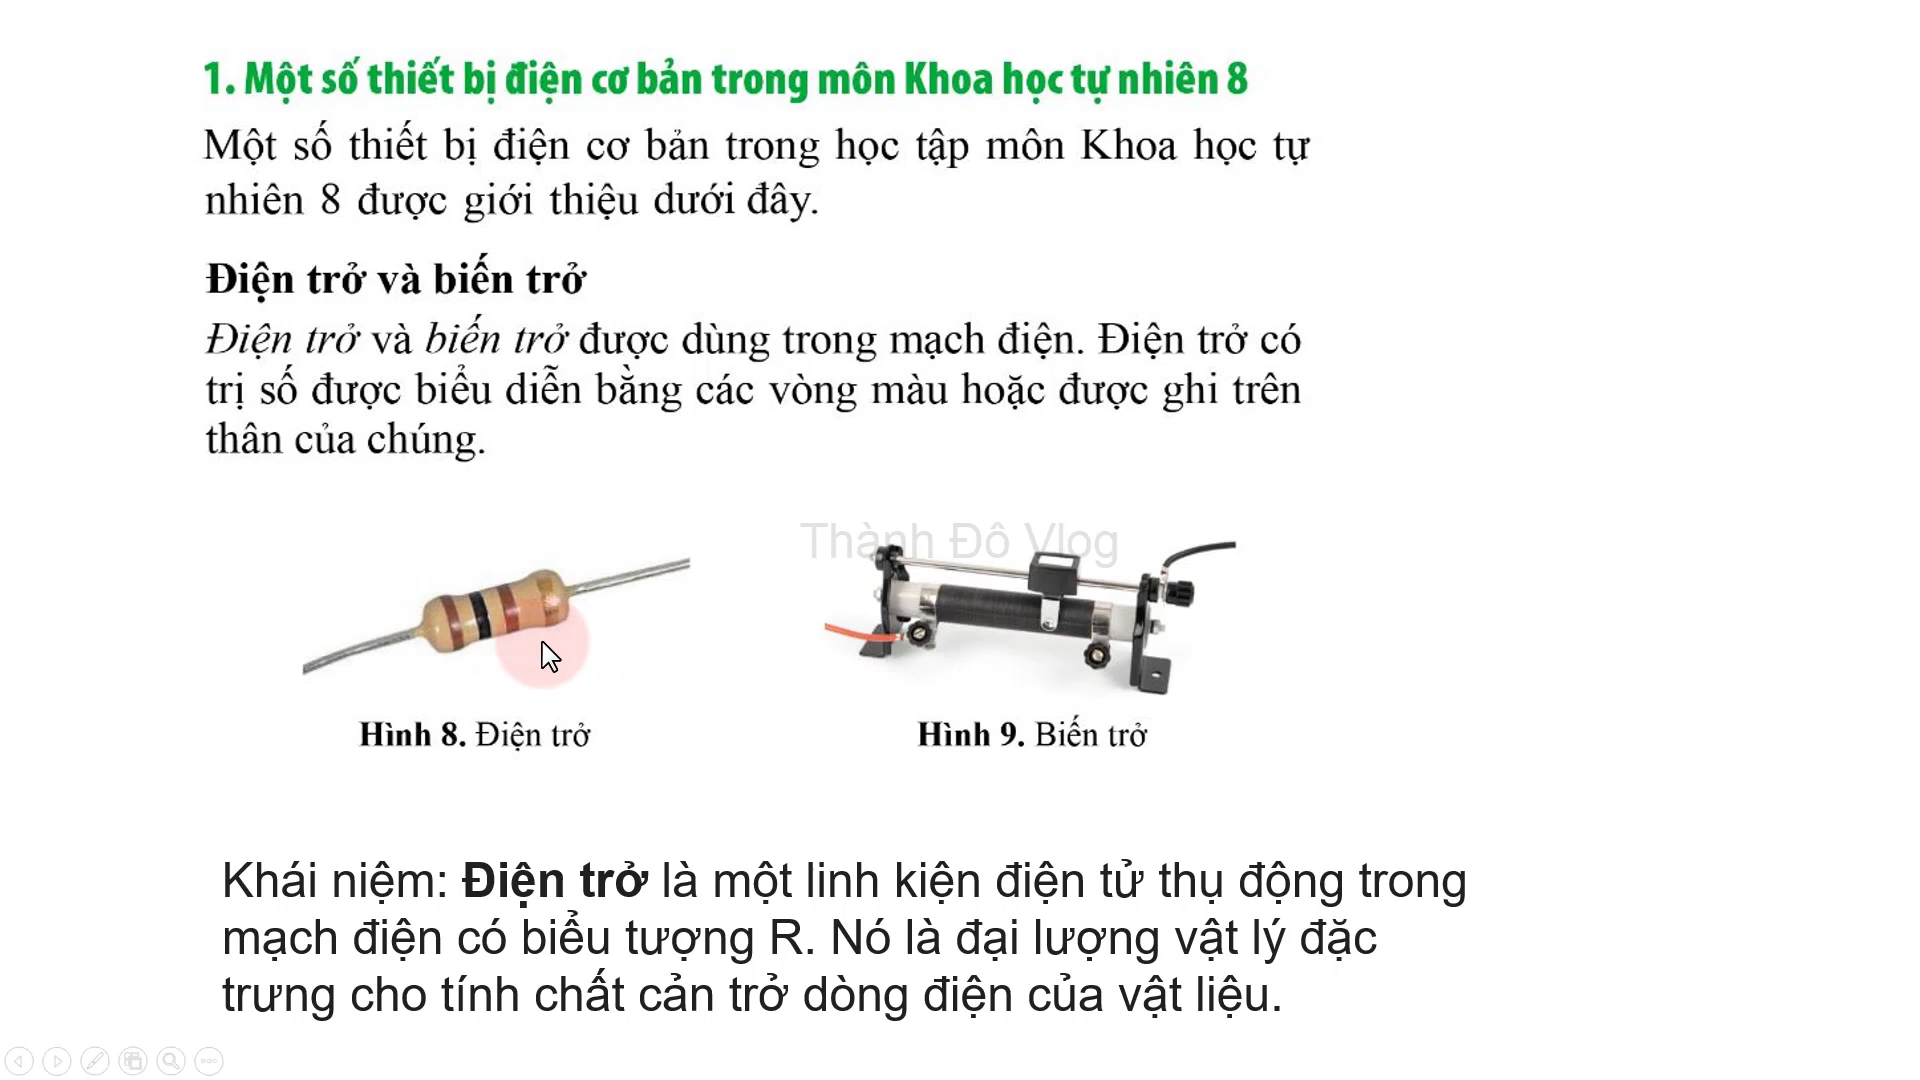 1. Một số thiết bị điện cơ bản trong môn Khoa học tự nhiên 8
Một số thiết bị điện cơ bản trong học tập môn Khoa học tự
nhiên 8 được giới thiệu dưới đây.
Điện trở và biến trở
Điện trở và biến trở được dùng trong mạch điện. Điện trở có
trị số được biểu diễn bằng các vòng màu hoặc được ghi trên
thân của chúng.
Thành Đô Vlog
Hình 8. Điện trở
Hình 9. Biến trở
Khái niệm: Điện trở là một linh kiện điện tử thụ động trong
mạch điện có biểu tượng R. Nó là đại lượng vật lý đặc
trưng cho tính chất cản trở dòng điện của vật liệu.